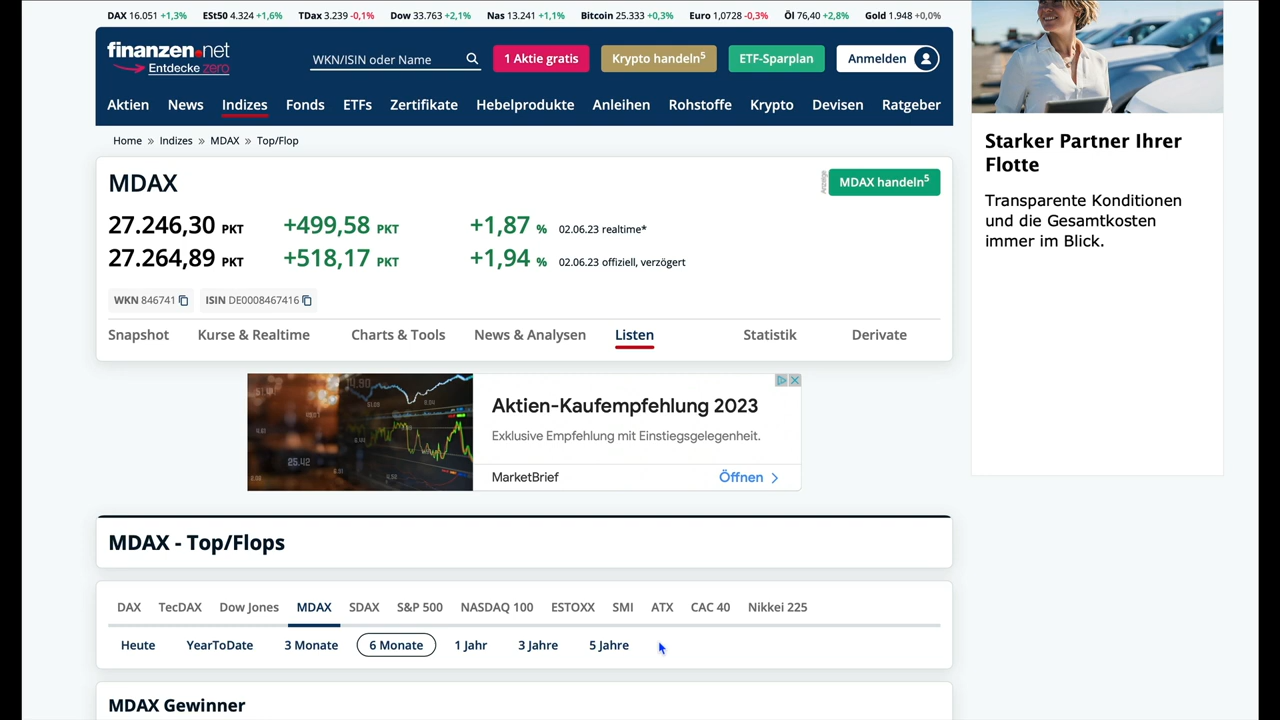 DAX 16.051 +1,3% ESt50 4.324 +1,6% TDax 3.239 -0,1% Dow 33.763 +2,1% Nas 13.241 +1,1% Bitcoin 25.333 +0,3% Euro 1,0728 -0,3% Öl 76,40 +2,8% Gold 1.948 +0,0%
finanzen.net
Entdecke zero
WKN/ISIN oder Name
1 Aktie gratis
Krypto handeln⁵
ETF-Sparplan
Anmelden
Aktien News Indizes Fonds ETFs Zertifikate Hebelprodukte Anleihen Rohstoffe Krypto Devisen Ratgeber
Home » Indizes » MDAX » Top/Flop
MDAX
Anzeige
MDAX handeln⁵
27.246,30 PKT +499,58 PKT +1,87 % 02.06.23 realtime*
27.264,89 PKT +518,17 PKT +1,94 % 02.06.23 offiziell, verzögert
WKN 846741 ISIN DE0008467416
Snapshot Kurse & Realtime Charts & Tools News & Analysen Listen Statistik Derivate
Aktien-Kaufempfehlung 2023
Exklusive Empfehlung mit Einstiegsgelegenheit.
MarketBrief Öffnen
25.42
MDAX - Top/Flops
DAX TecDAX Dow Jones MDAX SDAX S&P 500 NASDAQ 100 ESTOXX SMI ATX CAC 40 Nikkei 225
Heute YearToDate 3 Monate 6 Monate 1 Jahr 3 Jahre 5 Jahre
MDAX Gewinner
Starker Partner Ihrer
Flotte
Transparente Konditionen
und die Gesamtkosten
immer im Blick.